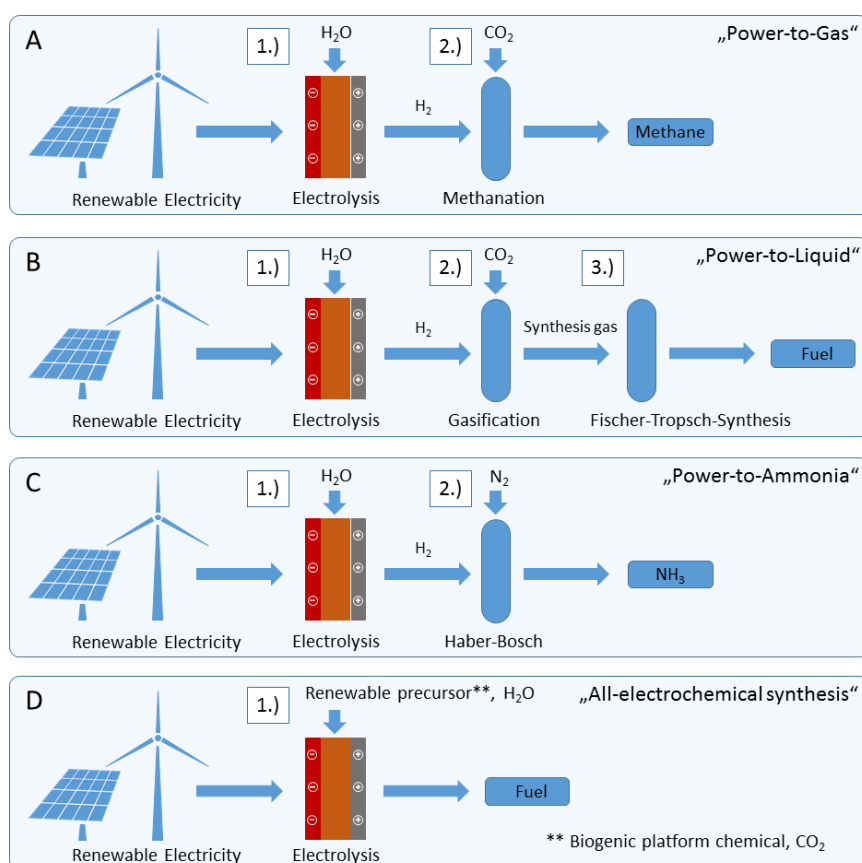 A
1.)
H₂O
2.)
CO₂
„Power-to-Gas“
H₂
Methane
Renewable Electricity
Electrolysis
Methanation
B
1.)
H₂O
2.)
CO₂
3.)
„Power-to-Liquid“
H₂
Synthesis gas
Fuel
Renewable Electricity
Electrolysis
Gasification
Fischer-Tropsch-Synthesis
C
1.)
H₂O
2.)
N₂
„Power-to-Ammonia“
H₂
NH₃
Renewable Electricity
Electrolysis
Haber-Bosch
D
1.)
Renewable precursor**, H₂O
„All-electrochemical synthesis“
Fuel
Renewable Electricity
Electrolysis
** Biogenic platform chemical, CO₂